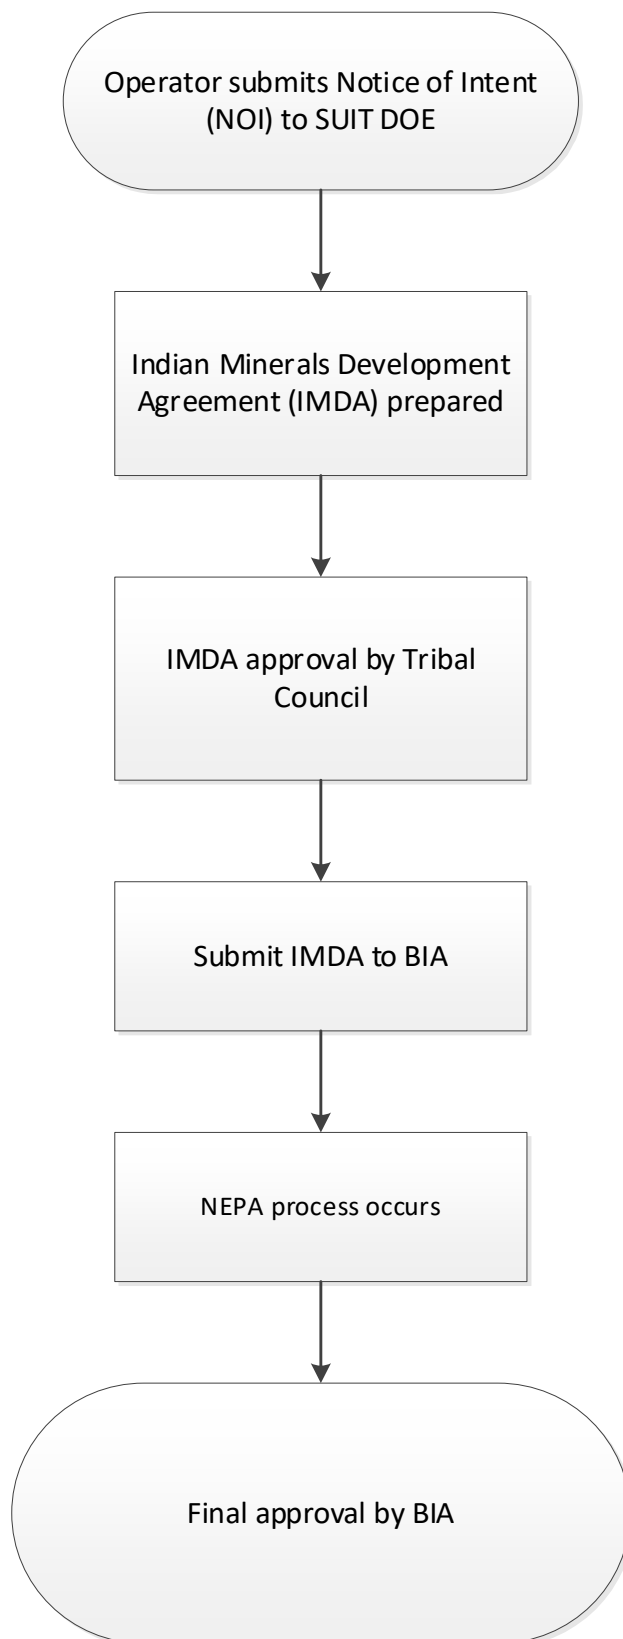 Operator submits Notice of Intent
(NOI) to SUIT DOE
Indian Minerals Development
Agreement (IMDA) prepared
IMDA approval by Tribal
Council
Submit IMDA to BIA
NEPA process occurs
Final approval by BIA